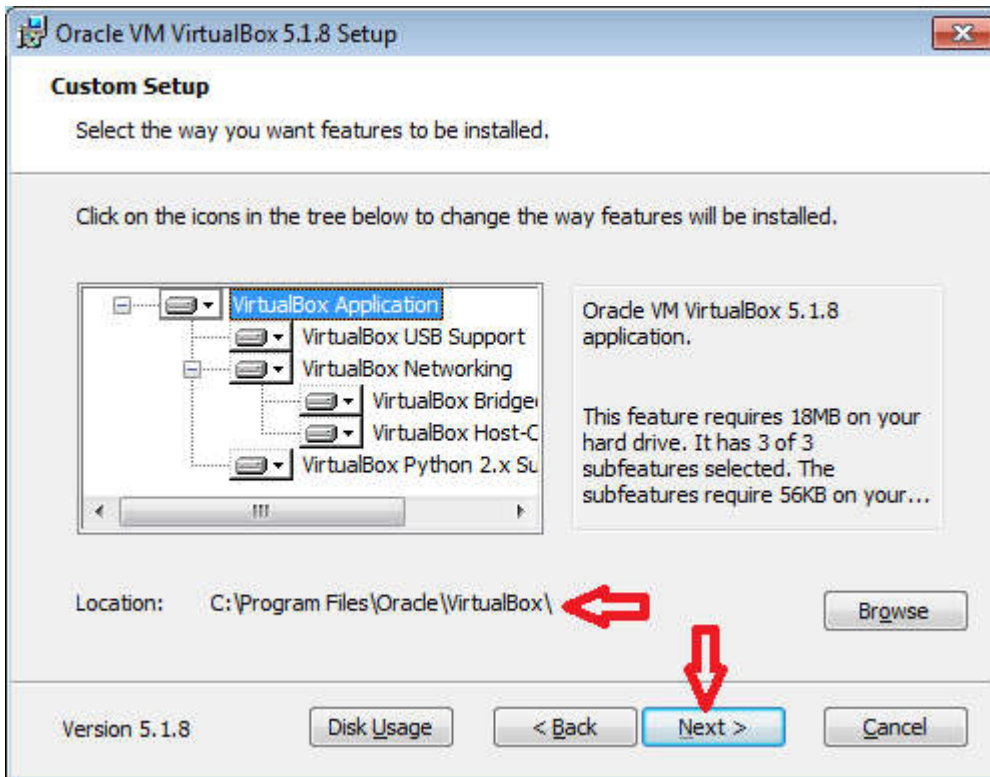 Oracle VM VirtualBox 5.1.8 Setup
Custom Setup
Select the way you want features to be installed.
Click on the icons in the tree below to change the way features will be installed.
VirtualBox Application
VirtualBox USB Support
VirtualBox Networking
VirtualBox Bridge
VirtualBox Host-C
VirtualBox Python 2.x Su
Oracle VM VirtualBox 5.1.8
application.
This feature requires 18MB on your
hard drive. It has 3 of 3
subfeatures selected. The
subfeatures require 56KB on your...
Location: C:\Program Files\Oracle\VirtualBox\
Browse
Version 5.1.8
Disk Usage
< Back
Next >
Cancel